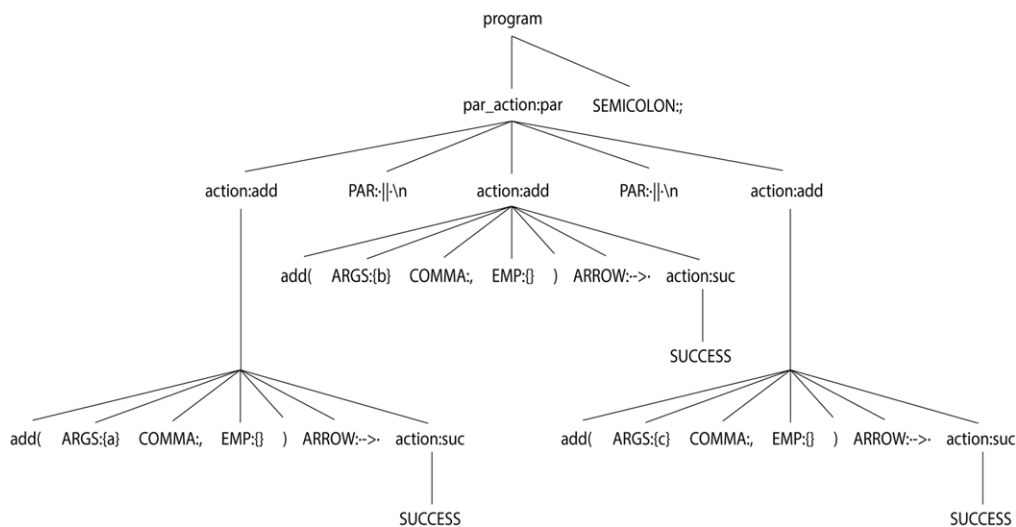 program
par_action:par SEMICOLON:;
action:add PAR:·||·\n action:add PAR:·||·\n action:add
add( ARGS:{b} COMMA:, EMP:{} ) ARROW:·->· action:suc
SUCCESS
add( ARGS:{a} COMMA:, EMP:{} ) ARROW:·->· action:suc add( ARGS:{c} COMMA:, EMP:{} ) ARROW:·->· action:suc
SUCCESS SUCCESS